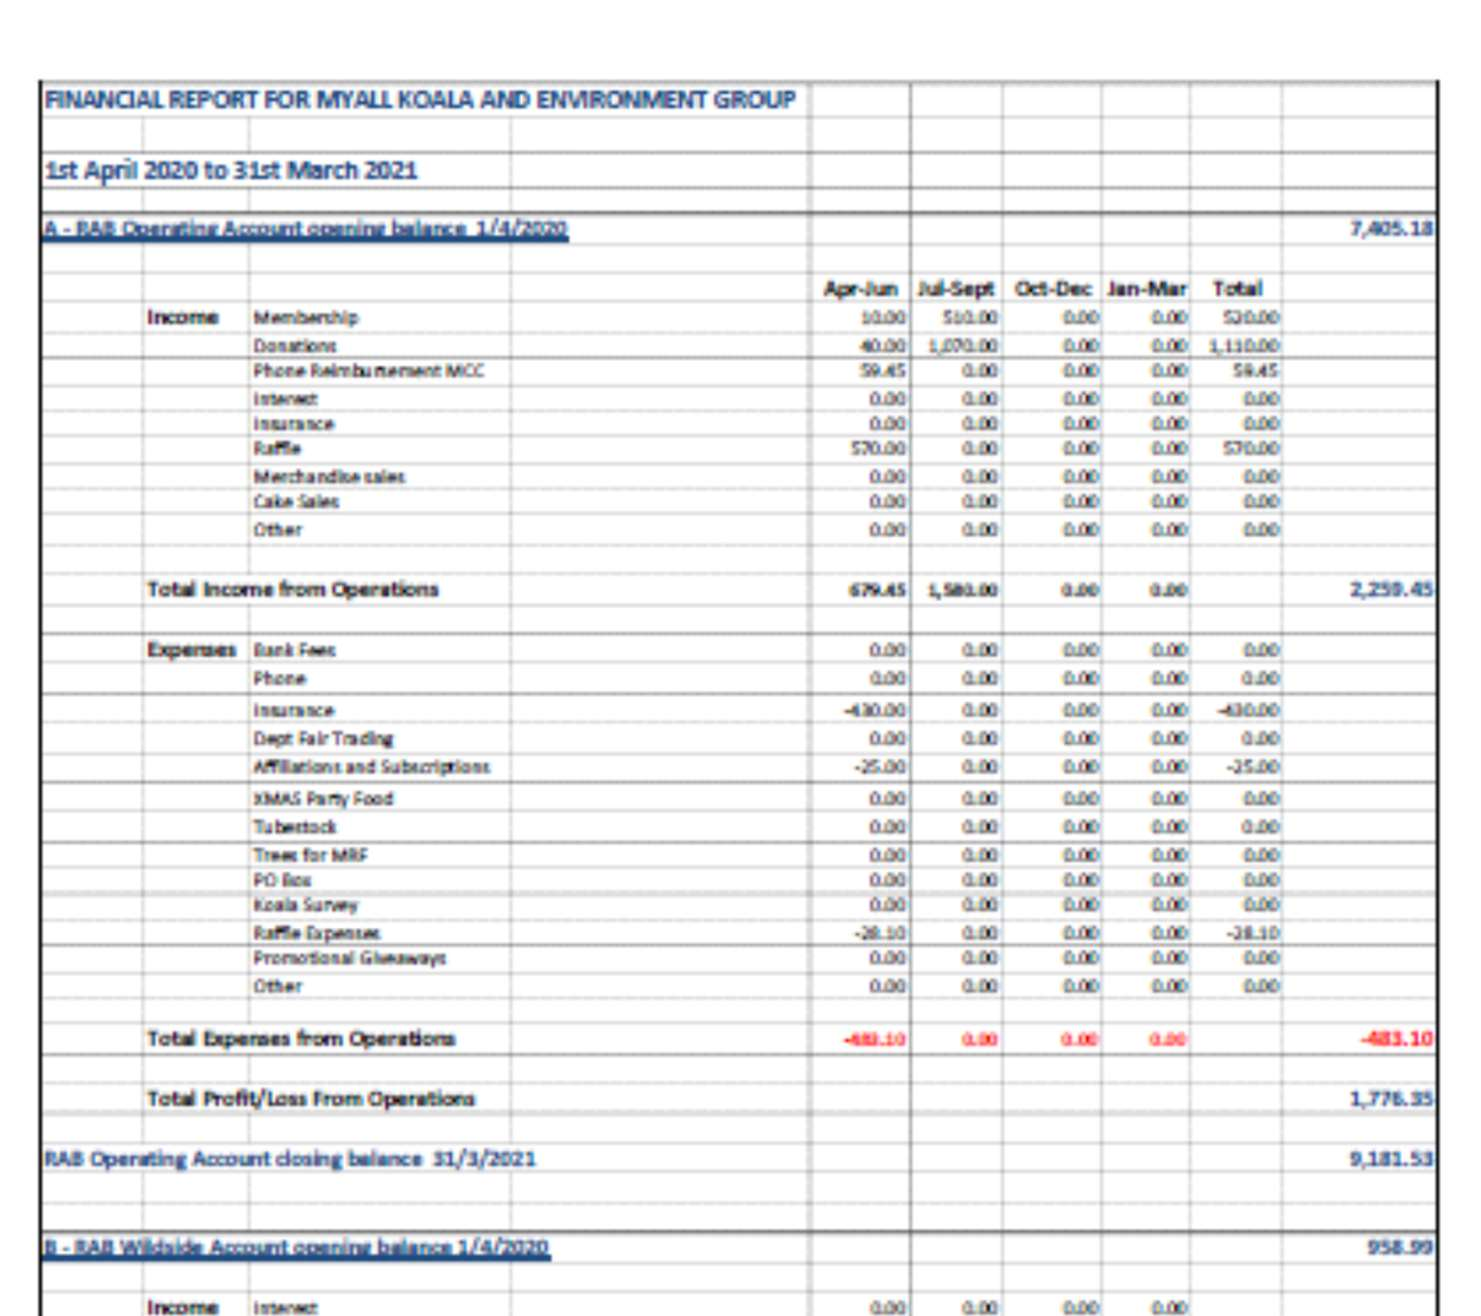 FINANCIAL REPORT FOR MYALL KOALA AND ENVIRONMENT GROUP
1st April 2020 to 31st March 2021
A - RAB Operating Account opening balance 1/4/2020 7,405.18
Apr-Jun Jul-Sept Oct-Dec Jan-Mar Total
Income Membership 10.00 510.00 0.00 0.00 520.00
Donations 40.00 1,070.00 0.00 0.00 1,110.00
Phone Reimbursement MCC 59.45 0.00 0.00 0.00 59.45
Interest 0.00 0.00 0.00 0.00 0.00
Insurance 0.00 0.00 0.00 0.00 0.00
Raffle 570.00 0.00 0.00 0.00 570.00
Merchandise sales 0.00 0.00 0.00 0.00 0.00
Cake Sales 0.00 0.00 0.00 0.00 0.00
Other 0.00 0.00 0.00 0.00 0.00
Total Income from Operations 679.45 1,580.00 0.00 0.00 2,259.45
Expenses Bank Fees 0.00 0.00 0.00 0.00 0.00
Phone 0.00 0.00 0.00 0.00 0.00
Insurance -430.00 0.00 0.00 0.00 -430.00
Dept Fair Trading 0.00 0.00 0.00 0.00 0.00
Affiliations and Subscriptions -25.00 0.00 0.00 0.00 -25.00
XMAS Party Food 0.00 0.00 0.00 0.00 0.00
Tubestock 0.00 0.00 0.00 0.00 0.00
Trees for MRF 0.00 0.00 0.00 0.00 0.00
PO Box 0.00 0.00 0.00 0.00 0.00
Koala Survey 0.00 0.00 0.00 0.00 0.00
Raffle Expenses -28.10 0.00 0.00 0.00 -28.10
Promotional Giveaways 0.00 0.00 0.00 0.00 0.00
Other 0.00 0.00 0.00 0.00 0.00
Total Expenses from Operations -483.10 0.00 0.00 0.00 -483.10
Total Profit/Loss From Operations 1,776.35
RAB Operating Account closing balance 31/3/2021 9,181.53
B - RAB Wildside Account opening balance 1/4/2020 958.99
Income Interest 0.00 0.00 0.00 0.00